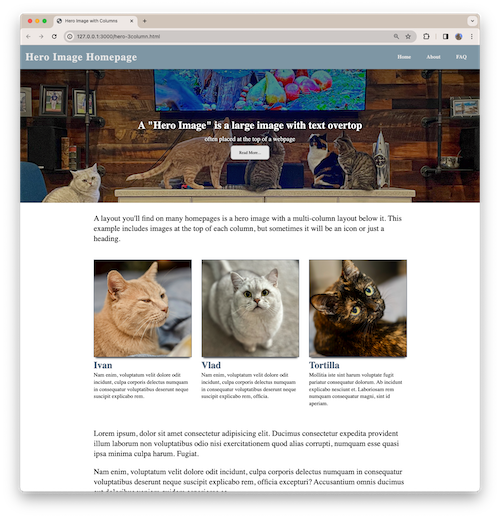 Hero Image with Columns
127.0.0.1:3000/hero-3column.html
Hero Image Homepage
Home About FAQ
A "Hero Image" is a large image with text overtop
often placed at the top of a webpage
Read More...
A layout you'll find on many homepages is a hero image with a multi-column layout below it. This
example includes images at the top of each column, but sometimes it will be an icon or just a
heading.
Ivan
Nam enim, voluptatum velit dolore odit
incidunt, culpa corporis delectus numquam
in consequatur voluptatibus deserunt neque
suscipit explicabo rem.
Vlad
Nam enim, voluptatum velit dolore odit
incidunt, culpa corporis delectus numquam
in consequatur voluptatibus deserunt neque
suscipit explicabo rem, officia.
Tortilla
Mollitia iste sint harum voluptate fugit
pariatur consequatur dolorum. Ab incidunt
explicabo nesciunt et. Laboriosam rem
numquam consequatur magni, sint id
aperiam.
Lorem ipsum, dolor sit amet consectetur adipisicing elit. Ducimus consectetur expedita provident
illum laborum non voluptatibus odio nisi exercitationem quod alias corrupti, numquam esse quasi
ipsa minima culpa harum. Fugiat.
Nam enim, voluptatum velit dolore odit incidunt, culpa corporis delectus numquam in consequatur
voluptatibus deserunt neque suscipit explicabo rem, officia excepturi? Accusantium omnis ducimus